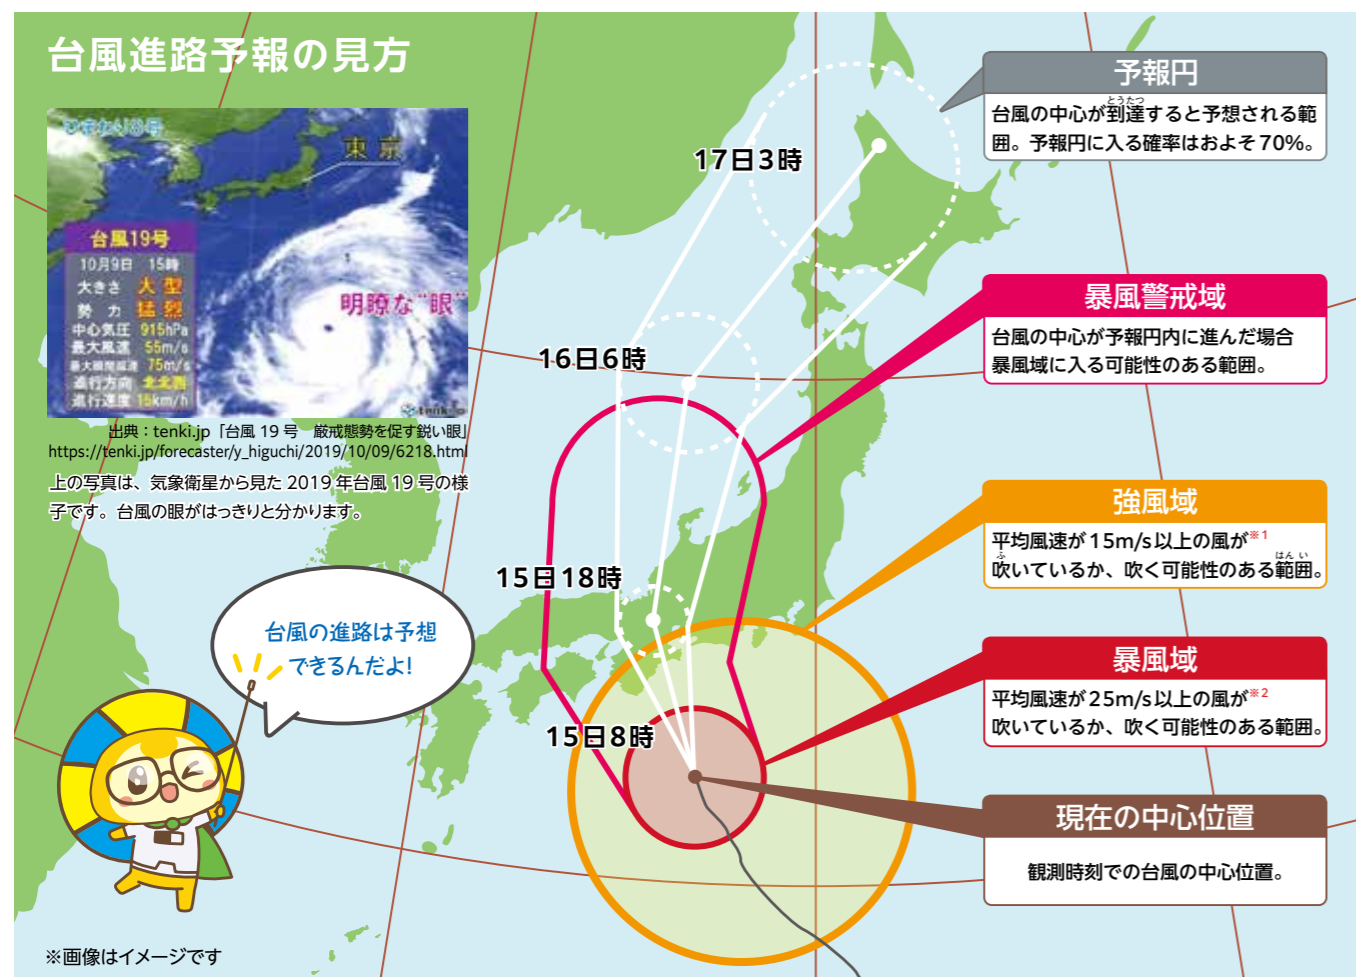 台風進路予報の見方
ひまわり8号
東京
台風19号
10月9日 15時
大きさ 大型
勢力 猛烈
中心気圧 915hPa
最大風速 55m/s
最大瞬間風速 75m/s
進行方向 北北西
進行速度 15km/h
明瞭な“眼”
tenki.jp
出典：tenki.jp「台風 19 号　厳戒態勢を促す鋭い眼」
https://tenki.jp/forecaster/y_higuchi/2019/10/09/6218.html
上の写真は、気象衛星から見た 2019 年台風 19 号の様
子です。台風の眼がはっきりと分かります。
台風の進路は予想
できるんだよ!
17日3時
16日6時
15日18時
15日8時
予報円
とうたつ
台風の中心が到達すると予想される範
囲。予報円に入る確率はおよそ 70%。
暴風警戒域
台風の中心が予報円内に進んだ場合
暴風域に入る可能性のある範囲。
強風域
平均風速が 15m/s 以上の風が※1
ふ はんい
吹いているか、吹く可能性のある範囲。
暴風域
平均風速が 25m/s 以上の風が※2
吹いているか、吹く可能性のある範囲。
現在の中心位置
観測時刻での台風の中心位置。
※画像はイメージです